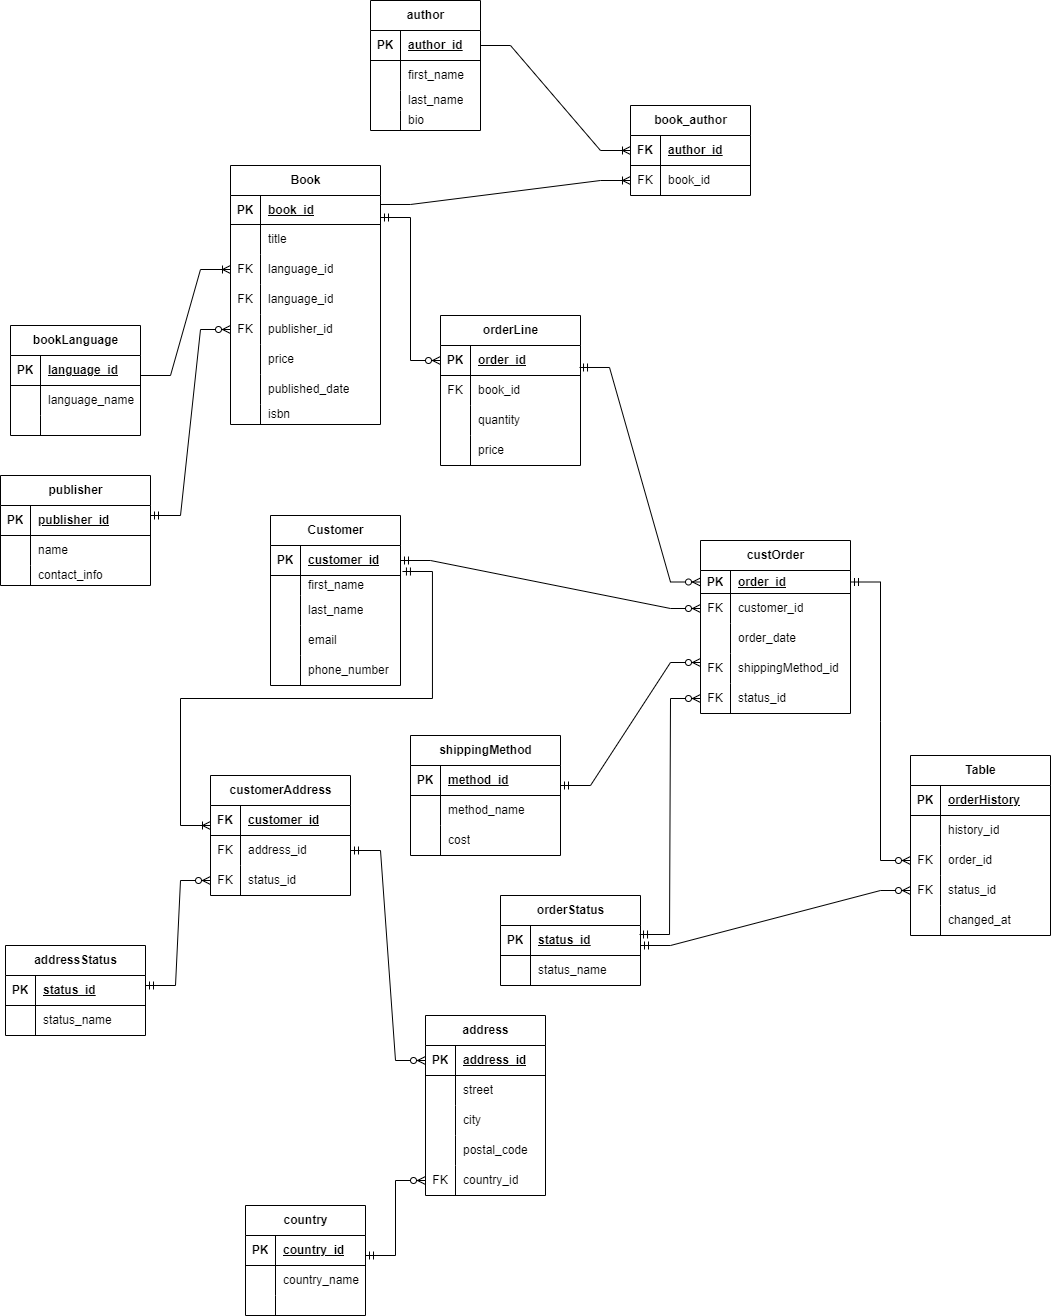 author
PK author_id
first_name
last_name
bio
book_author
FK author_id
FK book_id
Book
PK book_id
title
FK language_id
FK language_id
FK publisher_id
price
published_date
isbn
bookLanguage
PK language_id
language_name
orderLine
PK order_id
FK book_id
quantity
price
publisher
PK publisher_id
name
contact_info
Customer
PK customer_id
first_name
last_name
email
phone_number
custOrder
PK order_id
FK customer_id
order_date
FK shippingMethod_id
FK status_id
shippingMethod
PK method_id
method_name
cost
Table
PK orderHistory
history_id
FK order_id
FK status_id
changed_at
customerAddress
FK customer_id
FK address_id
FK status_id
orderStatus
PK status_id
status_name
addressStatus
PK status_id
status_name
address
PK address_id
street
city
postal_code
FK country_id
country
PK country_id
country_name